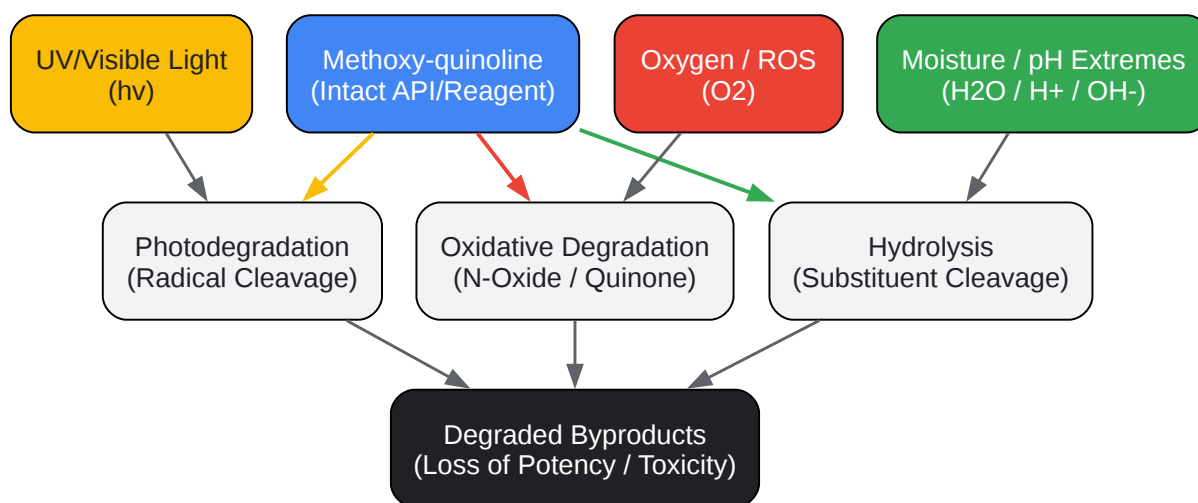 UV/Visible Light
(hv)
Methoxy-quinoline
(Intact API/Reagent)
Oxygen / ROS
(O2)
Moisture / pH Extremes
(H2O / H+ / OH-)
Photodegradation
(Radical Cleavage)
Oxidative Degradation
(N-Oxide / Quinone)
Hydrolysis
(Substituent Cleavage)
Degraded Byproducts
(Loss of Potency / Toxicity)